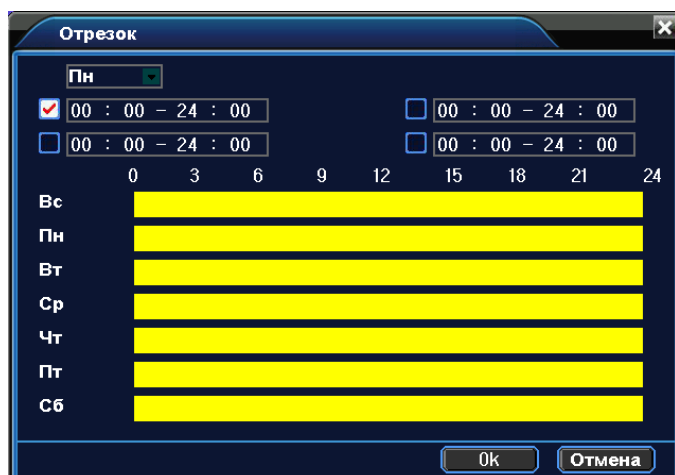 Отрезок
Пн
00 : 00 - 24 : 00 00 : 00 - 24 : 00
00 : 00 - 24 : 00 00 : 00 - 24 : 00
0 3 6 9 12 15 18 21 24
Вс
Пн
Вт
Ср
Чт
Пт
Сб
Ok Отмена